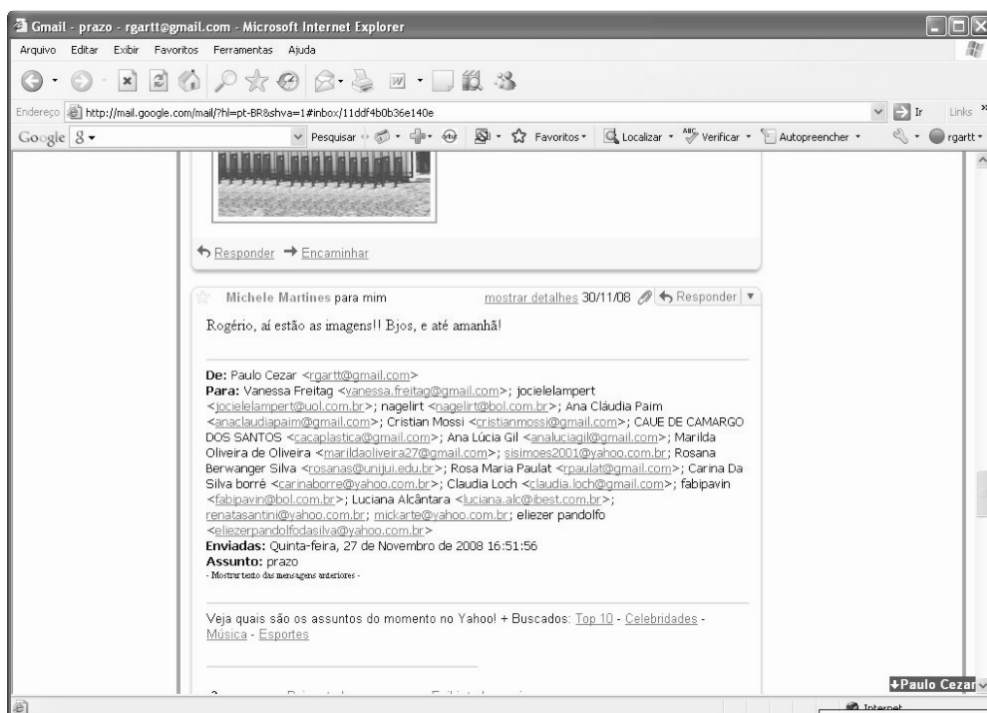 Gmail - prazo - rgartt@gmail.com - Microsoft Internet Explorer
Arquivo Editar Exibir Favoritos Ferramentas Ajuda
Endereço http://mail.google.com/mail/?hl=pt-BR&shva=1#inbox/11ddf4b0b36e140e Ir Links »
Google Pesquisar Favoritos Localizar Verificar Autopreencher rgartt
Responder Encaminhar
Michele Martines para mim mostrar detalhes 30/11/08 Responder
Rogério, aí estão as imagens!! Bjos, e até amanhã!
De: Paulo Cezar <rgartt@gmail.com>
Para: Vanessa Freitag <vanessa.freitag@gmail.com>; jocielelampert
<jocielelampert@uol.com.br>; nagelirt <nagelirt@bol.com.br>; Ana Cláudia Paim
<anaclaudiapaim@gmail.com>; Cristian Mossi <cristianmossi@gmail.com>; CAUE DE CAMARGO
DOS SANTOS <cacaplastica@gmail.com>; Ana Lúcia Gil <analuciagil@gmail.com>; Marilda
Oliveira de Oliveira <marildaoliveira27@gmail.com>; sisimoes2001@yahoo.com.br; Rosana
Berwanger Silva <rosanas@unijui.edu.br>; Rosa Maria Paulat <rpaulat@gmail.com>; Carina Da
Silva borré <carinaborre@yahoo.com.br>; Claudia Loch <claudia.loch@gmail.com>; fabipavin
<fabipavin@bol.com.br>; Luciana Alcântara <luciana.alc@ibest.com.br>;
renatasantini@yahoo.com.br; mickarte@yahoo.com.br; eliezer pandolfo
<eliezerpandolfodasilva@yahoo.com.br>
Enviadas: Quinta-feira, 27 de Novembro de 2008 16:51:56
Assunto: prazo
- Mostrar texto das mensagens anteriores -
Veja quais são os assuntos do momento no Yahoo! + Buscados: Top 10 - Celebridades -
Música - Esportes
Paulo Cezar
Internet